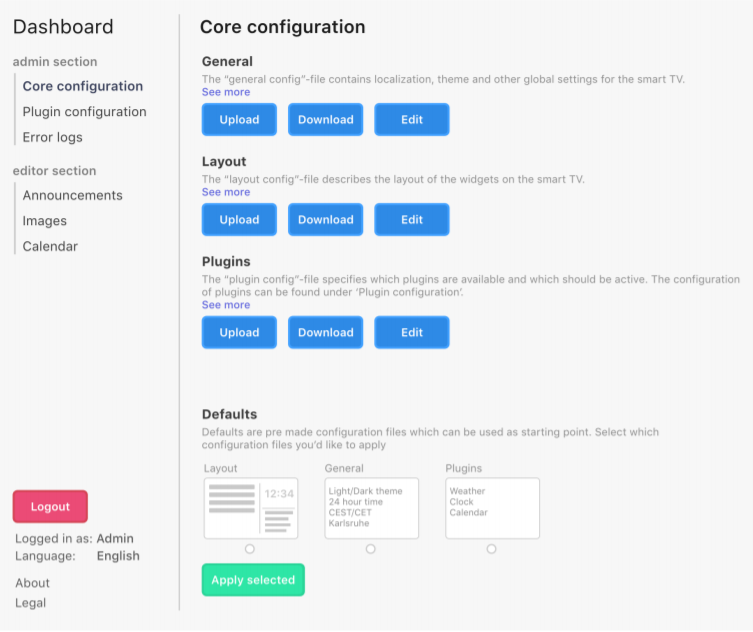 Dashboard
admin section
Core configuration
Plugin configuration
Error logs
editor section
Announcements
Images
Calendar
Logout
Logged in as: Admin
Language: English
About
Legal
Core configuration
General
The “general config”-file contains localization, theme and other global settings for the smart TV.
See more
Upload Download Edit
Layout
The “layout config”-file describes the layout of the widgets on the smart TV.
See more
Upload Download Edit
Plugins
The “plugin config”-file specifies which plugins are available and which should be active. The configuration
of plugins can be found under ‘Plugin configuration’.
See more
Upload Download Edit
Defaults
Defaults are pre made configuration files which can be used as starting point. Select which
configuration files you’d like to apply
Layout
12:34
General
Light/Dark theme
24 hour time
CEST/CET
Karlsruhe
Plugins
Weather
Clock
Calendar
Apply selected